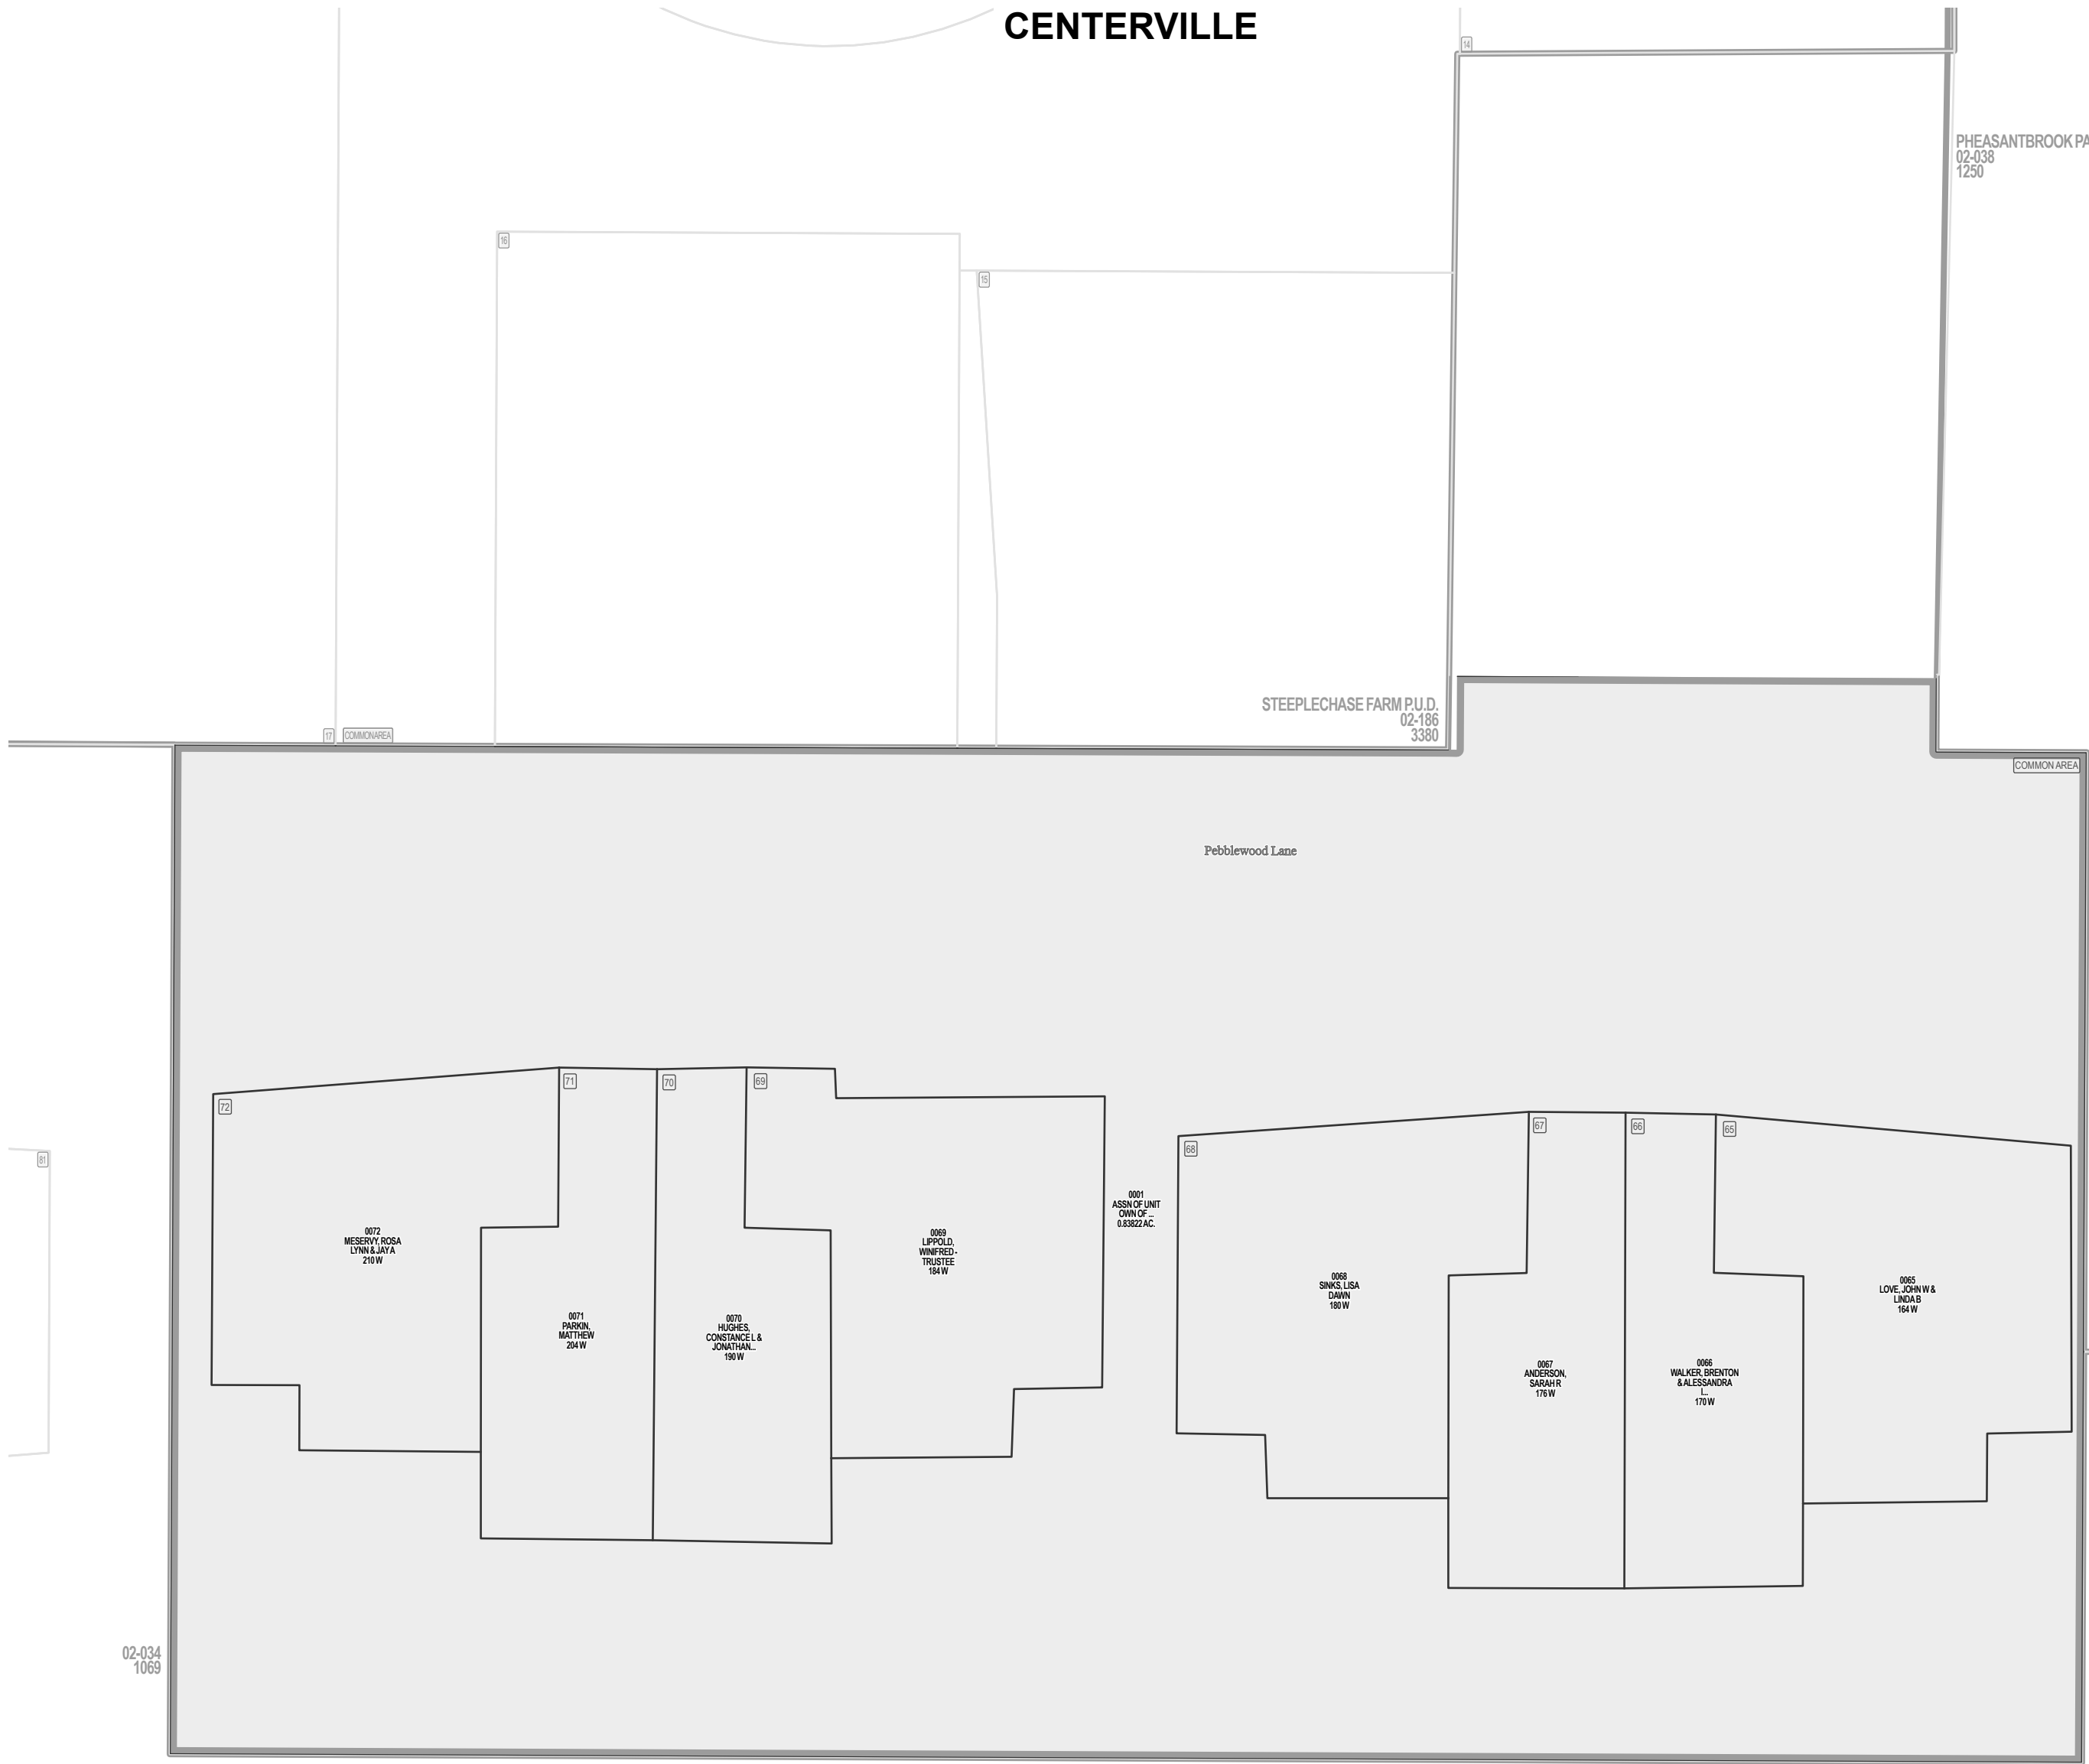 CENTERVILLE
14
PHEASANTBROOK PA
02-038
1250
16
15
STEEPLECHASE FARM P.U.D.
02-186
3380
17
COMMON AREA
COMMON AREA
Pebblewood Lane
72
71
70
69
68
67
66
65
0072
MESERVY, ROSA
LYNN & JAY A
210 W
0071
PARKIN,
MATTHEW
204 W
0070
HUGHES,
CONSTANCE L &
JONATHAN...
190 W
0069
LIPPOLD,
WINIFRED -
TRUSTEE
184 W
0001
ASSN OF UNIT
OWN OF ...
0.83822 AC.
0068
SINKS, LISA
DAWN
180 W
0067
ANDERSON,
SARAH R
176 W
0066
WALKER, BRENTON
& ALESSANDRA
L...
170 W
0065
LOVE, JOHN W &
LINDA B
164 W
02-034
1069